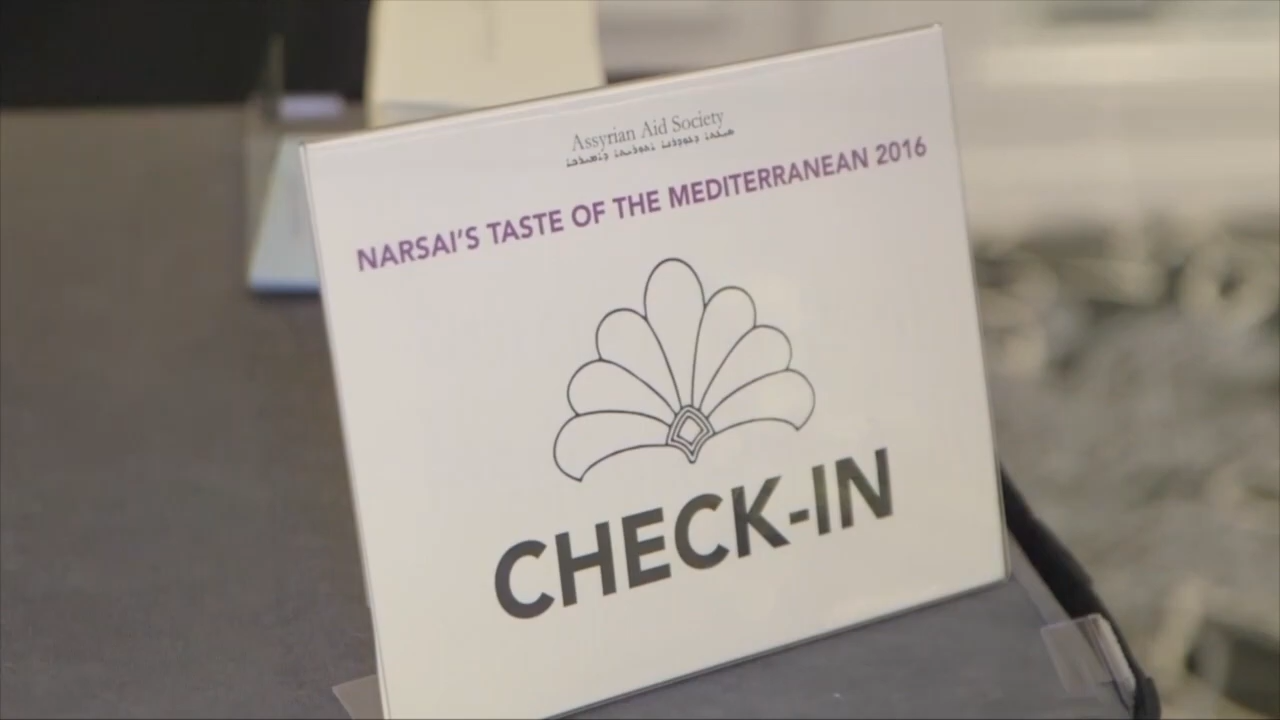 Assyrian Aid Society
NARSAI'S TASTE OF THE MEDITERRANEAN 2016
CHECK-IN